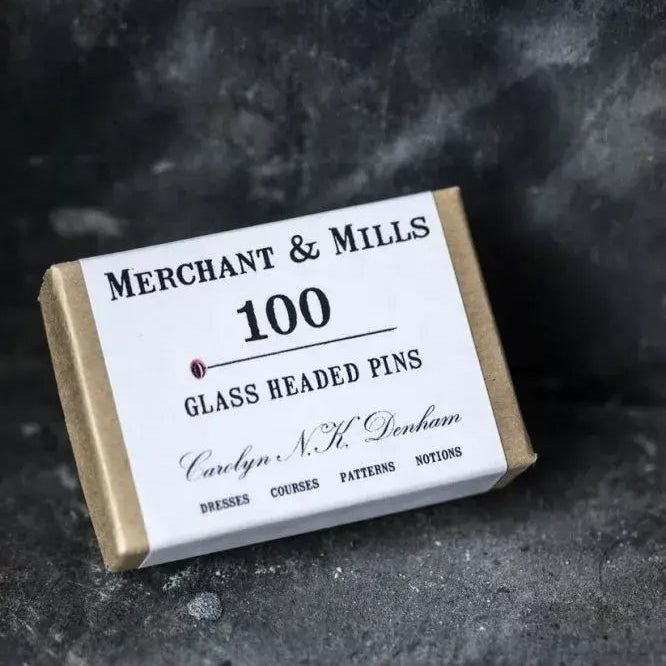 MERCHANT & MILLS
100
GLASS HEADED PINS
Carolyn N.K. Denham
DRESSES COURSES PATTERNS NOTIONS